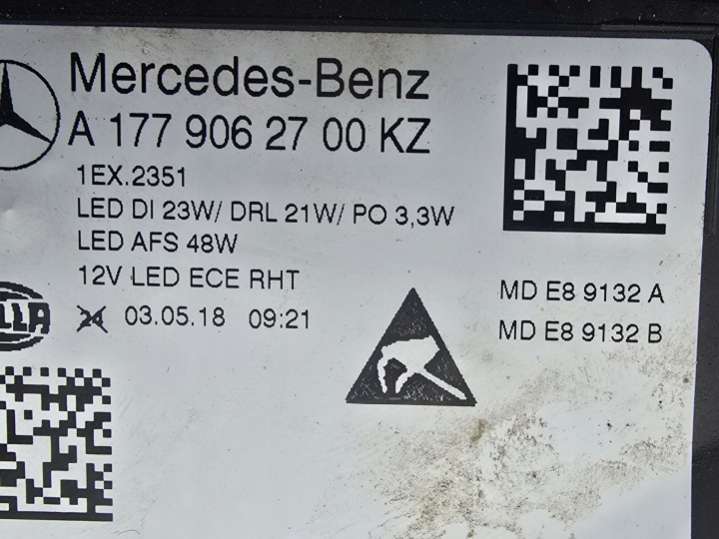 Mercedes-Benz
A 177 906 27 00 KZ
1EX.2351
LED DI 23W/ DRL 21W/ PO 3,3W
LED AFS 48W
12V LED ECE RHT
24 03.05.18 09:21
MD E8 9132 A
MD E8 9132 B